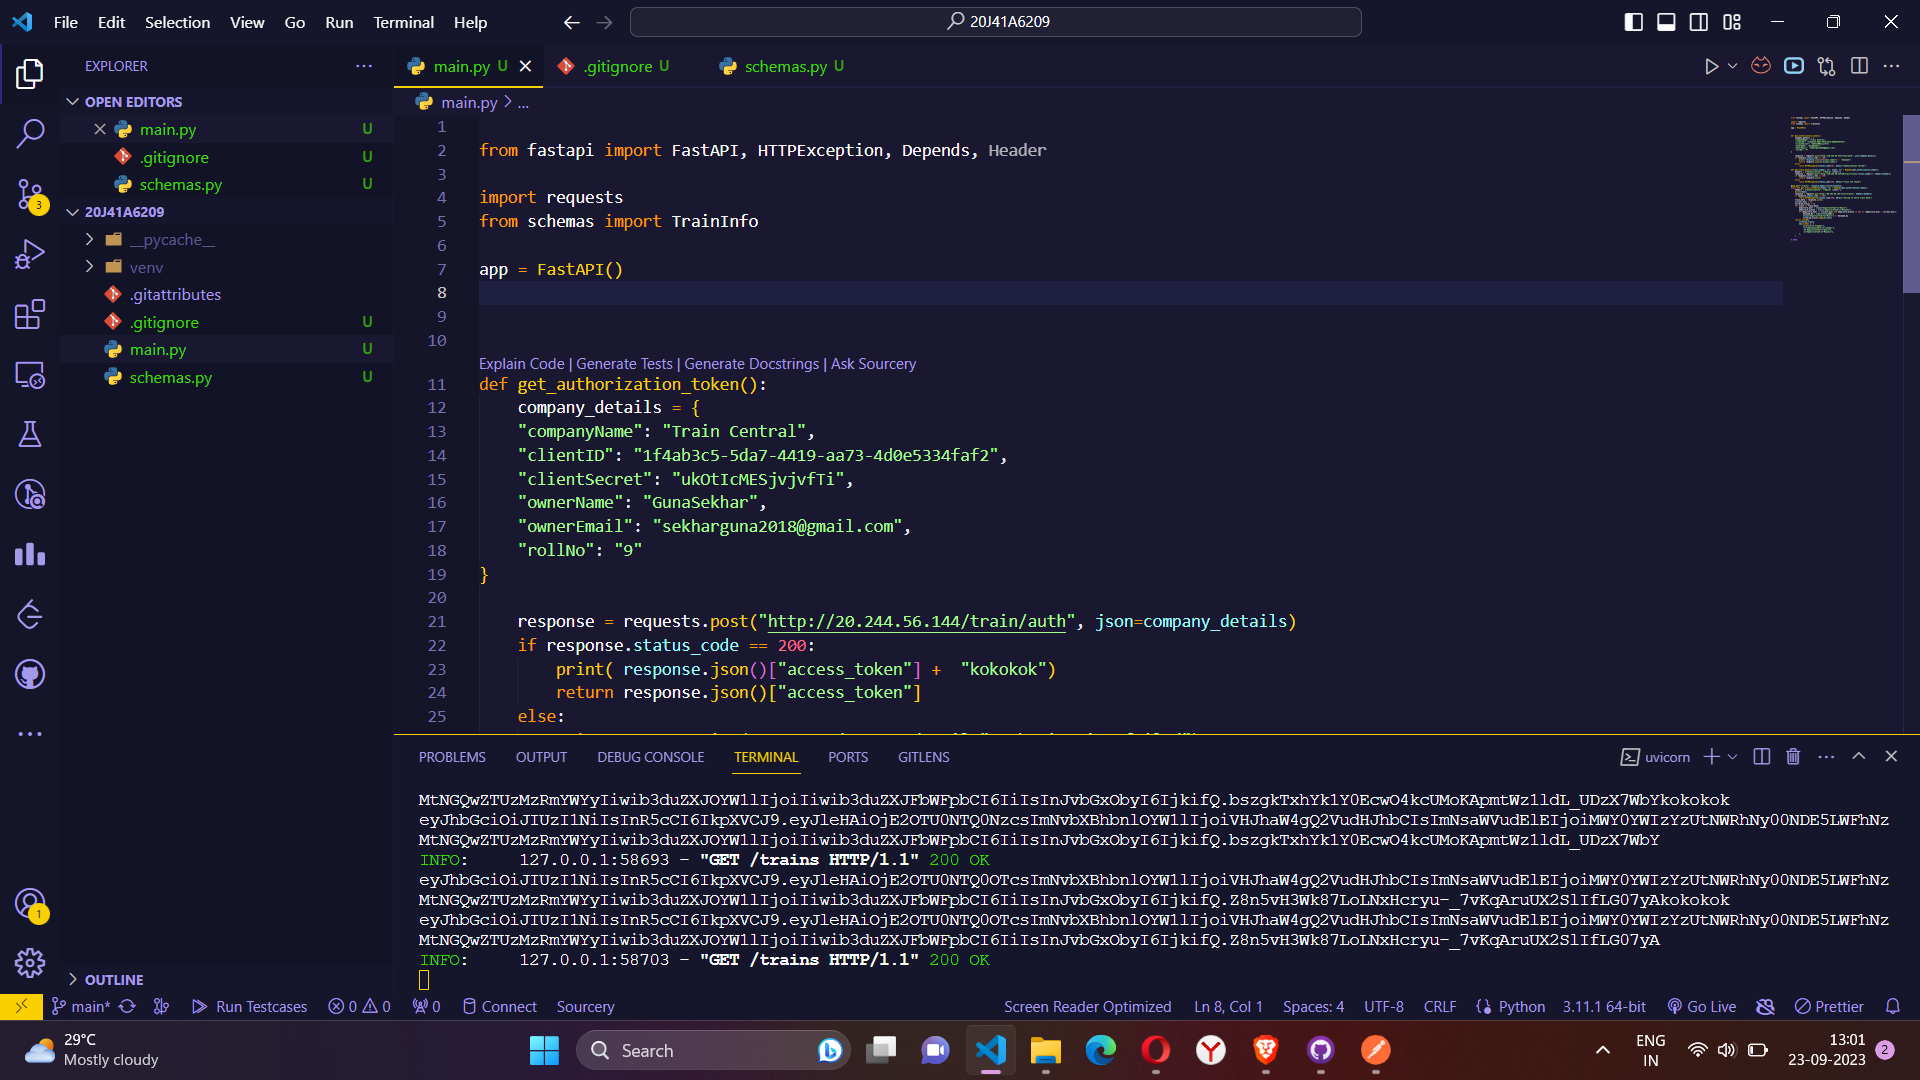 File Edit Selection View Go Run Terminal Help
20J41A6209
EXPLORER
main.py U
.gitignore U
schemas.py U
OPEN EDITORS
main.py U
.gitignore U
schemas.py U
20J41A6209
__pycache__
venv
.gitattributes
.gitignore U
main.py U
schemas.py U
OUTLINE
3
1
main.py > ...
1
2 from fastapi import FastAPI, HTTPException, Depends, Header
3
4 import requests
5 from schemas import TrainInfo
6
7 app = FastAPI()
8
9
10
Explain Code | Generate Tests | Generate Docstrings | Ask Sourcery
11 def get_authorization_token():
12 company_details = {
13 "companyName": "Train Central",
14 "clientID": "1f4ab3c5-5da7-4419-aa73-4d0e5334faf2",
15 "clientSecret": "ukOtIcMESjvjvfTi",
16 "ownerName": "GunaSekhar",
17 "ownerEmail": "sekharguna2018@gmail.com",
18 "rollNo": "9"
19 }
20
21 response = requests.post("http://20.244.56.144/train/auth", json=company_details)
22 if response.status_code == 200:
23 print( response.json()["access_token"] + "kokokok")
24 return response.json()["access_token"]
25 else:
PROBLEMS OUTPUT DEBUG CONSOLE TERMINAL PORTS GITLENS
uvicorn
MtNGQwZTUzMzRmYWYyIiwib3duZXJOYW1lIjoiIiwib3duZXJFbWFpbCI6IiIsInJvbGxObyI6IjkifQ.bszgkTxhYk1Y0EcwO4kcUMoKApmtWz1ldL_UDzX7WbYkokokok
eyJhbGciOiJIUzI1NiIsInR5cCI6IkpXVCJ9.eyJleHAiOjE2OTU0NTQ0NzcsImNvbXBhbnlOYW1lIjoiVHJhaW4gQ2VudHJhbCIsImNsaWVudElEIjoiMWY0YWIzYzUtNWRhNy00NDE5LWFhNz
MtNGQwZTUzMzRmYWYyIiwib3duZXJOYW1lIjoiIiwib3duZXJFbWFpbCI6IiIsInJvbGxObyI6IjkifQ.bszgkTxhYk1Y0EcwO4kcUMoKApmtWz1ldL_UDzX7WbY
INFO: 127.0.0.1:58693 - "GET /trains HTTP/1.1" 200 OK
eyJhbGciOiJIUzI1NiIsInR5cCI6IkpXVCJ9.eyJleHAiOjE2OTU0NTQ0OTcsImNvbXBhbnlOYW1lIjoiVHJhaW4gQ2VudHJhbCIsImNsaWVudElEIjoiMWY0YWIzYzUtNWRhNy00NDE5LWFhNz
MtNGQwZTUzMzRmYWYyIiwib3duZXJOYW1lIjoiIiwib3duZXJFbWFpbCI6IiIsInJvbGxObyI6IjkifQ.Z8n5vH3Wk87LoLNxHcryu-_7vKqAruUX2SlIfLG07yAkokokok
eyJhbGciOiJIUzI1NiIsInR5cCI6IkpXVCJ9.eyJleHAiOjE2OTU0NTQ0OTcsImNvbXBhbnlOYW1lIjoiVHJhaW4gQ2VudHJhbCIsImNsaWVudElEIjoiMWY0YWIzYzUtNWRhNy00NDE5LWFhNz
MtNGQwZTUzMzRmYWYyIiwib3duZXJOYW1lIjoiIiwib3duZXJFbWFpbCI6IiIsInJvbGxObyI6IjkifQ.Z8n5vH3Wk87LoLNxHcryu-_7vKqAruUX2SlIfLG07yA
INFO: 127.0.0.1:58703 - "GET /trains HTTP/1.1" 200 OK
main* Run Testcases 0 0 0 Connect Sourcery
Screen Reader Optimized Ln 8, Col 1 Spaces: 4 UTF-8 CRLF Python 3.11.1 64-bit Go Live Prettier
29°C
Mostly cloudy
Search
ENG
IN
13:01
23-09-2023
2